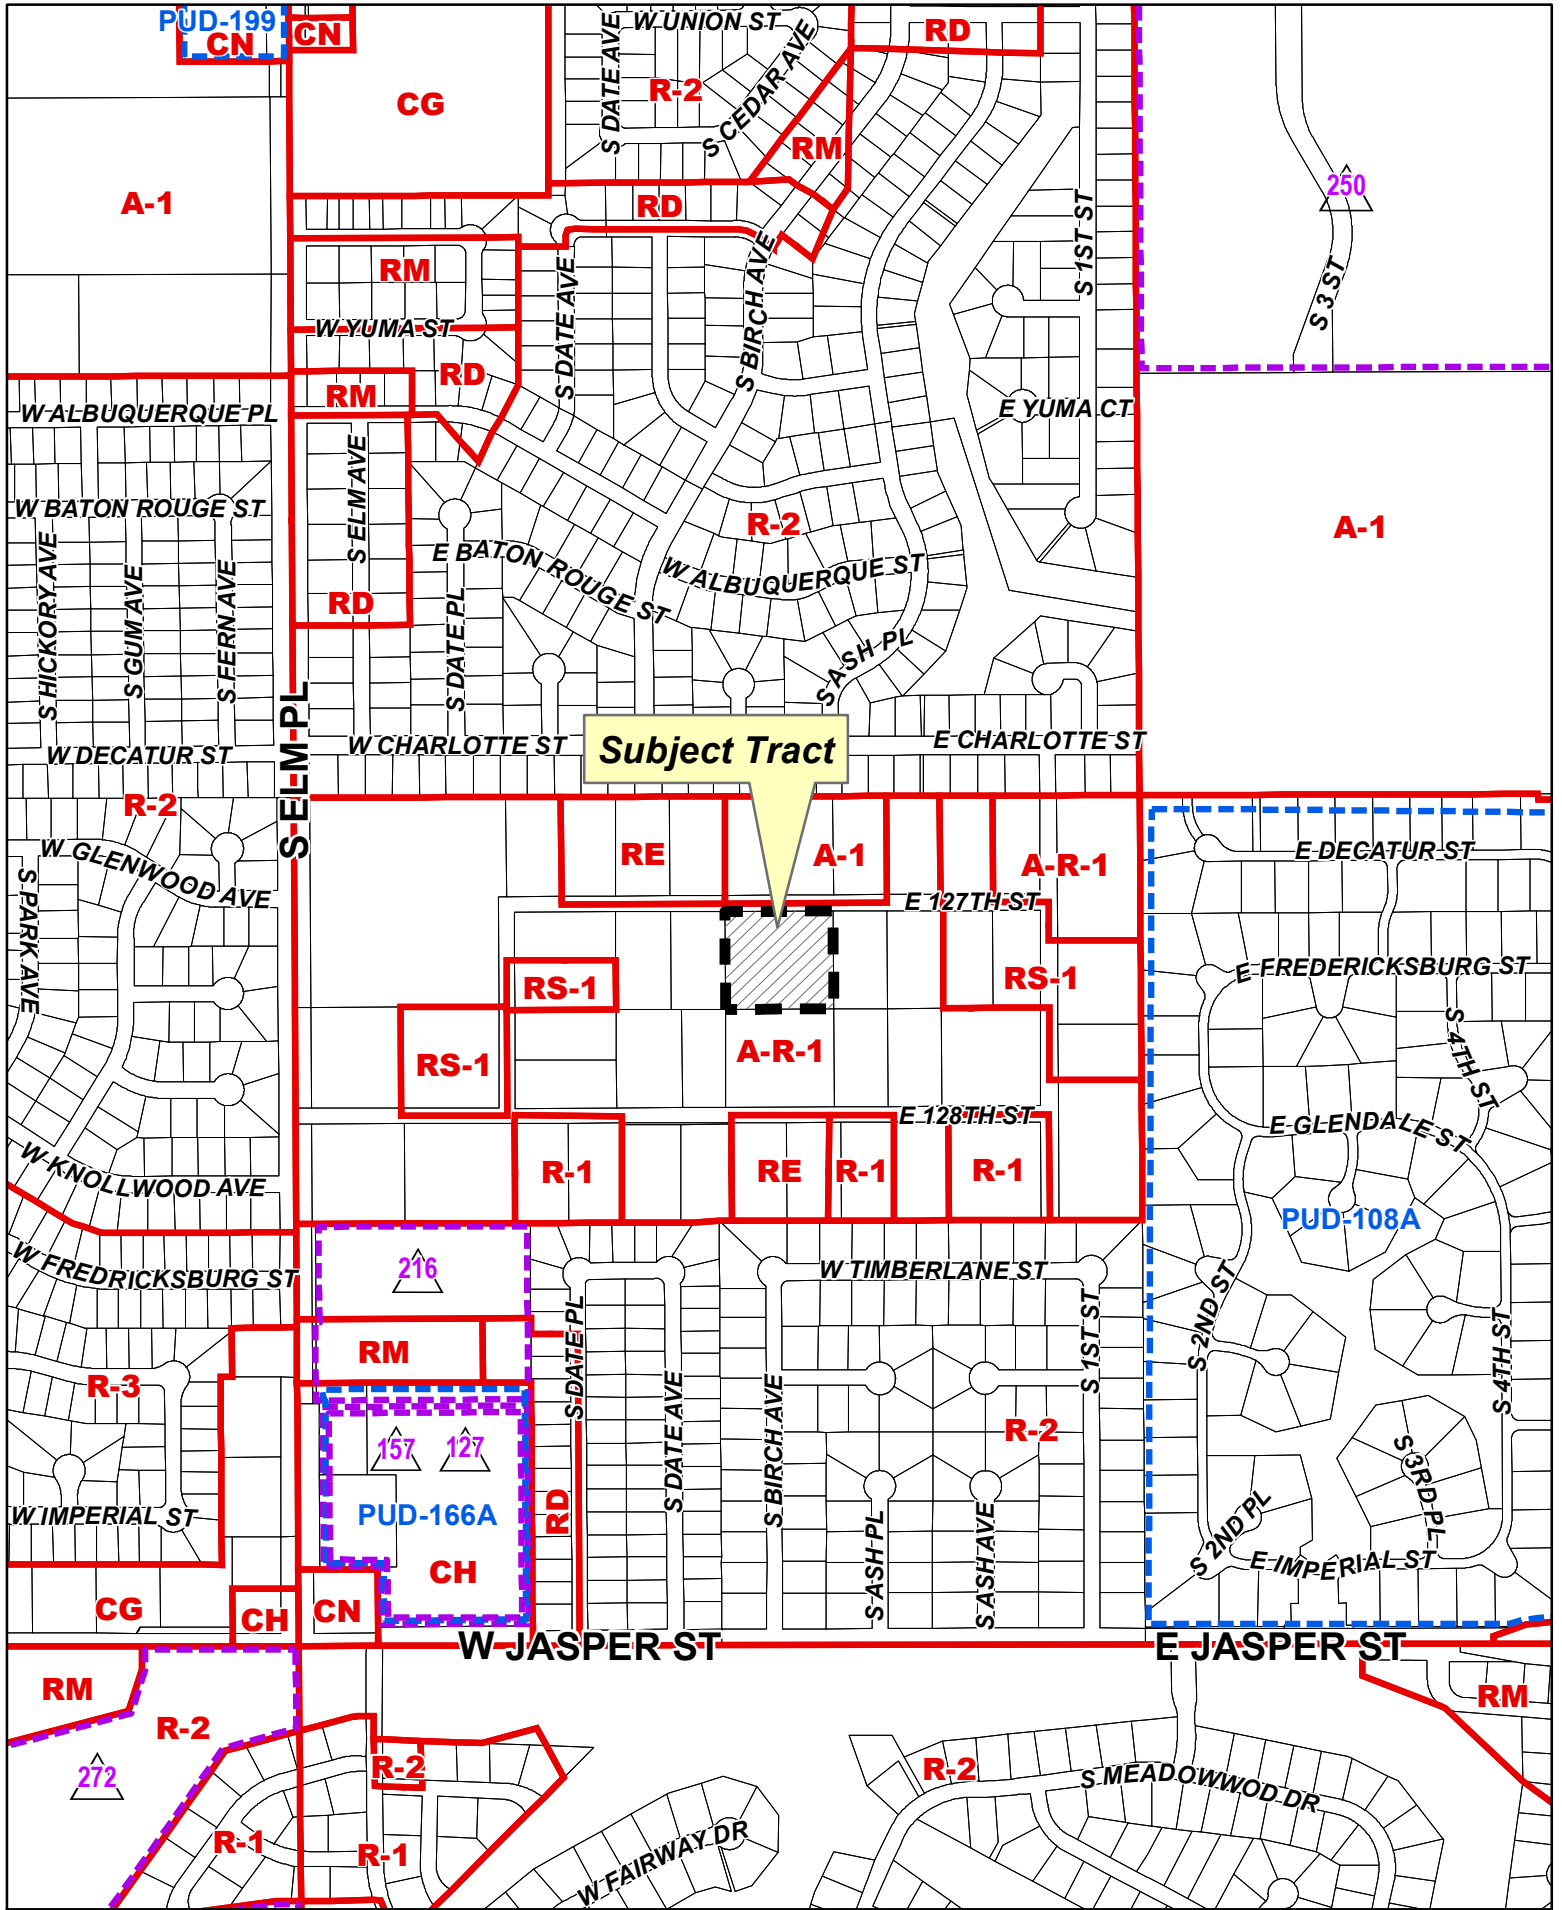 PUD-199
CN
CN
W UNION ST
RD
S DATE AVE
R-2
S CEDAR AVE
CG
RM
A-1
250
RD
S 1ST ST
S 3 ST
RM
S DATE AVE
S BIRCH AVE
W YUMA ST
RD
RM
W ALBUQUERQUE PL
E YUMA CT
S ELM AVE
W BATON ROUGE ST
R-2
A-1
E BATON ROUGE ST
W ALBUQUERQUE ST
S HICKORY AVE
S GUM AVE
S FERN AVE
RD
S DATE PL
S ASH PL
S ELM PL
W DECATUR ST
W CHARLOTTE ST
Subject Tract
E CHARLOTTE ST
R-2
W GLENWOOD AVE
RE
A-1
A-R-1
E DECATUR ST
S PARK AVE
E 127TH ST
RS-1
RS-1
E FREDERICKSBURG ST
RS-1
A-R-1
S 4TH ST
E 128TH ST
E GLENDALE ST
W KNOLLWOOD AVE
R-1
RE
R-1
R-1
PUD-108A
W FREDRICKSBURG ST
216
W TIMBERLANE ST
S 2ND ST
S DATE PL
S 1ST ST
S 4TH ST
RM
R-3
S DATE AVE
S BIRCH AVE
R-2
157
127
S 3RD PL
W IMPERIAL ST
PUD-166A
RD
S ASH PL
S ASH AVE
S 2ND PL
E IMPERIAL ST
CH
CG
CH
CN
W JASPER ST
E JASPER ST
RM
R-2
RM
272
R-2
R-2
S MEADOWWOD DR
R-1
R-1
W FAIRWAY DR